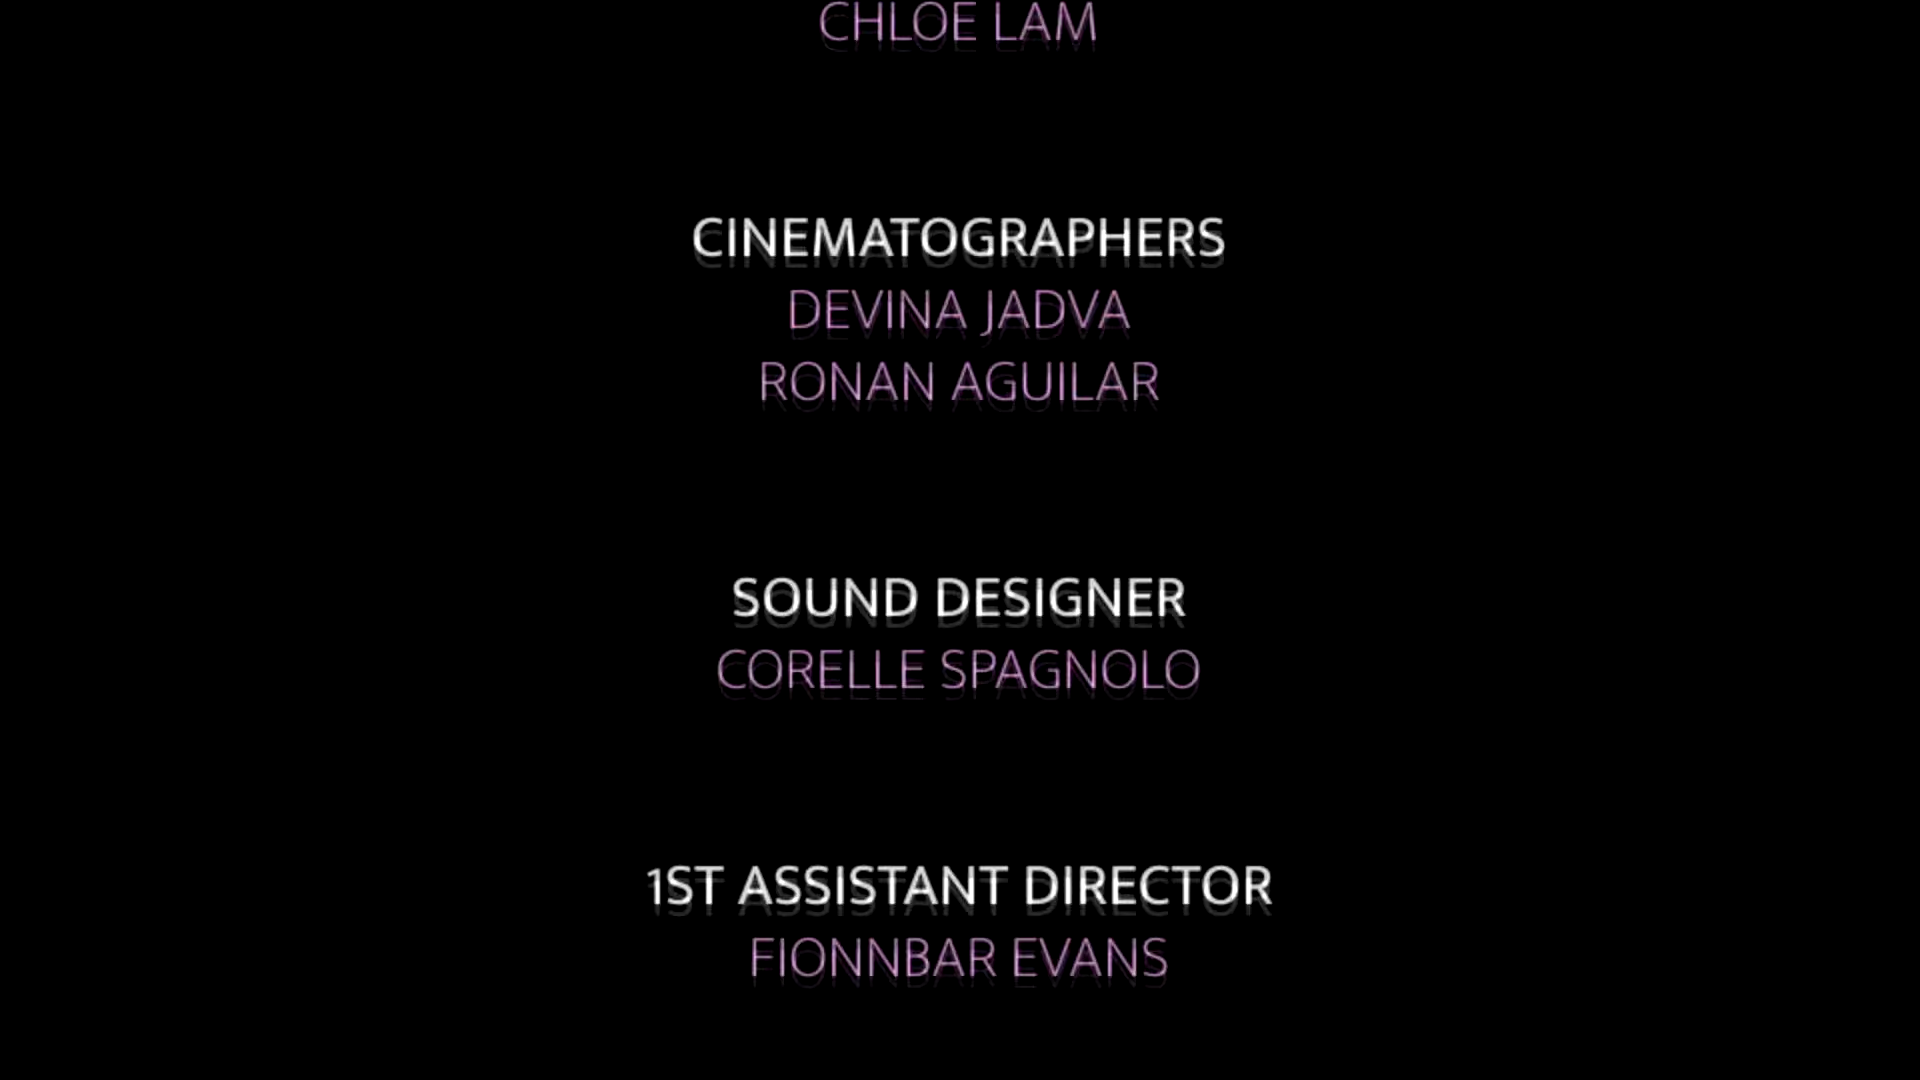 CHLOE LAM
CINEMATOGRAPHERS
DEVINA JADVA
RONAN AGUILAR
SOUND DESIGNER
CORELLE SPAGNOLO
1ST ASSISTANT DIRECTOR
FIONNBAR EVANS